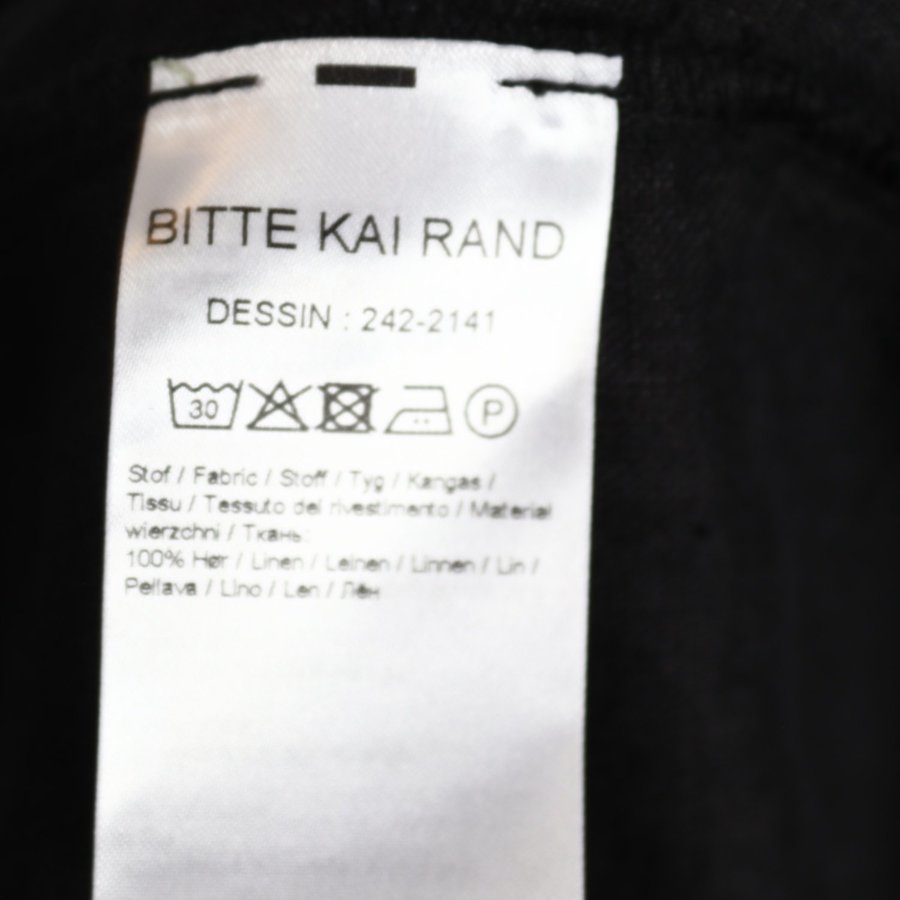 BITTE KAI RAND
DESSIN : 242-2141
30 P
Stof / Fabric / Stoff / Tyg / Kangas /
Tissu / Tessuto del rivestimento / Materiał
wierzchni / Ткань:
100% Hør / Linen / Leinen / Linnen / Lin /
Pellava / Lino / Len / Лён